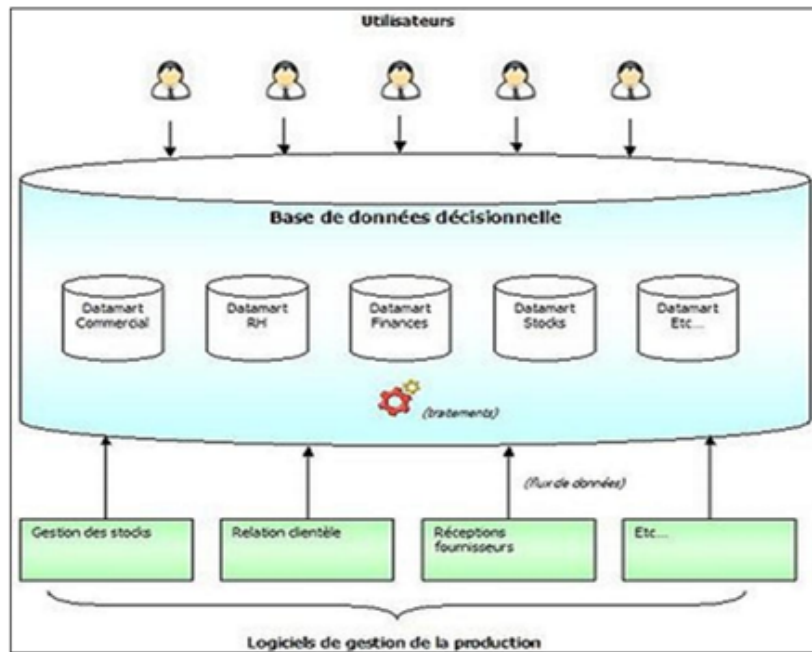 Utilisateurs
Base de données décisionnelle
Datamart
Commercial
Datamart
RH
Datamart
Finances
Datamart
Stocks
Datamart
Etc...
(traitements)
(flux de données)
Gestion des stocks
Relation clientèle
Réceptions
fournisseurs
Etc...
Logiciels de gestion de la production